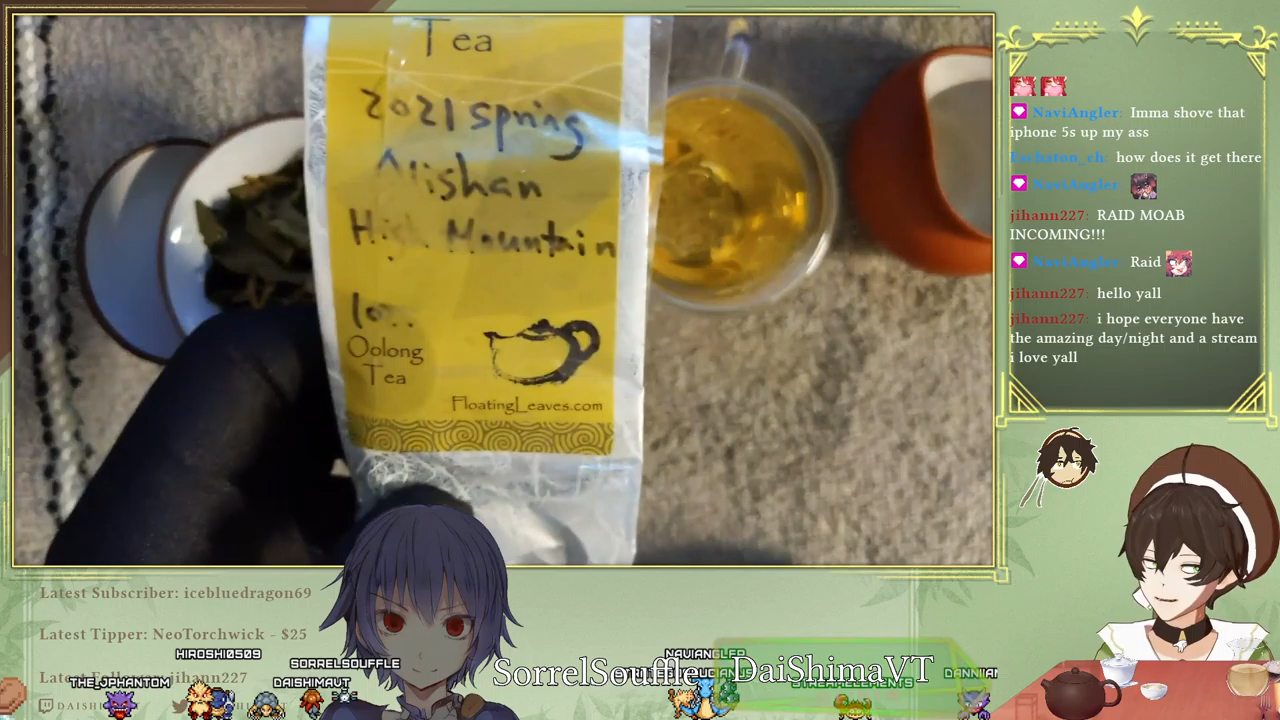 Tea
2021 spring
Alishan
High Mountain
Oolong
Tea
FloatingLeaves.com
NaviAngler: Imma shove that
iphone 5s up my ass
Eschaton_ch: how does it get there
NaviAngler:
jihann227: RAID MOAB
INCOMING!!!
NaviAngler: Raid
jihann227: hello yall
jihann227: i hope everyone have
the amazing day/night and a stream
i love yall
Latest Subscriber: icebluedragon69
Latest Tipper: NeoTorchwick - $25
jihann227
HIROSHI0509
SORRELSOUFFLE
THE_JPHANTOM
DAISHIMAVT
NAVIANGLER
SorrelSouffle
DaiShimaVT
STREAMELEMENTS